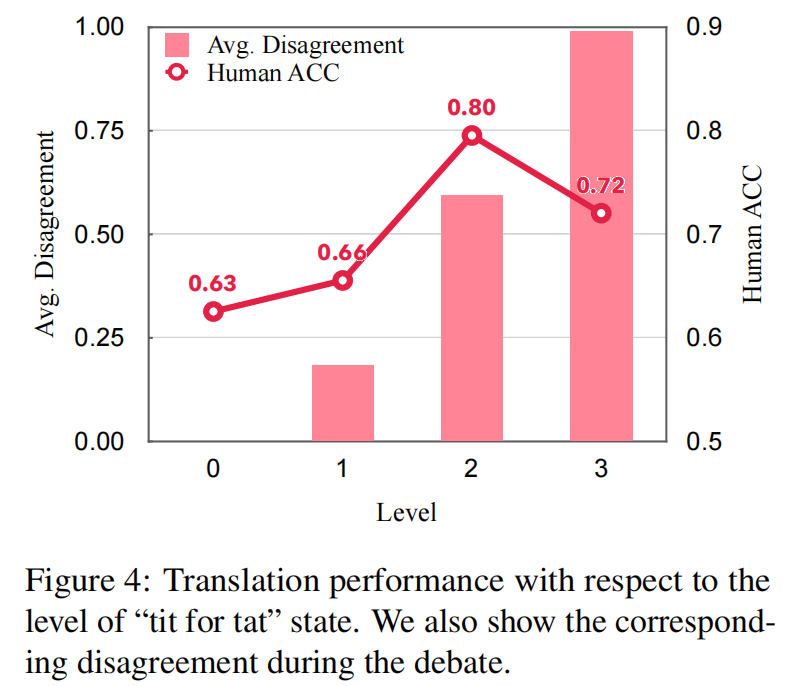 1.00
0.9
Avg. Disagreement
Human ACC
0.80
0.75
0.8
0.72
Avg. Disagreement
0.50
0.66
0.7
Human ACC
0.63
0.25
0.6
0.00
0.5
0 1 2 3
Level
Figure 4: Translation performance with respect to the
level of “tit for tat” state. We also show the correspond-
ing disagreement during the debate.